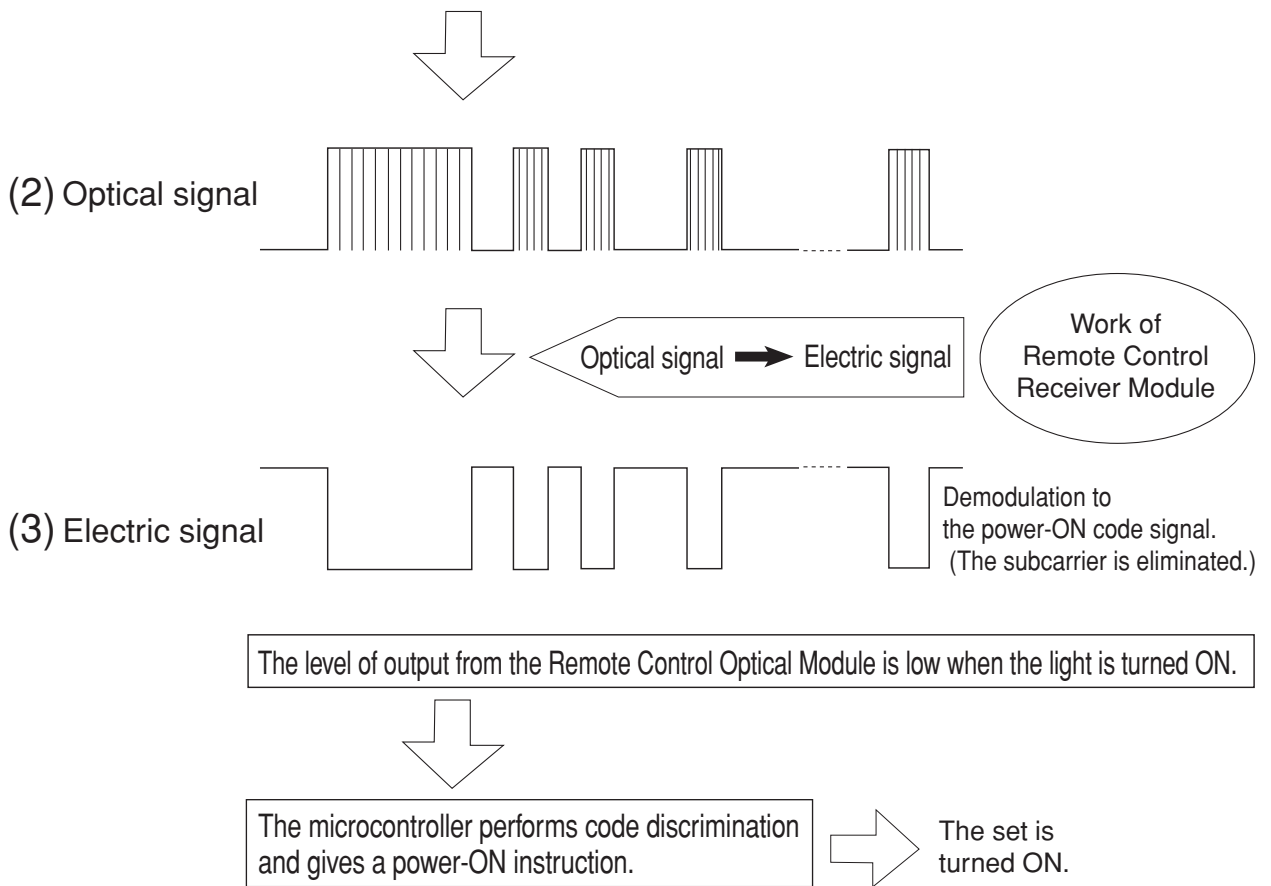 (2) Optical signal
Optical signal
Electric signal
Work of
Remote Control
Receiver Module
(3) Electric signal
Demodulation to
the power-ON code signal.
(The subcarrier is eliminated.)
The level of output from the Remote Control Optical Module is low when the light is turned ON.
The microcontroller performs code discrimination
and gives a power-ON instruction.
The set is
turned ON.